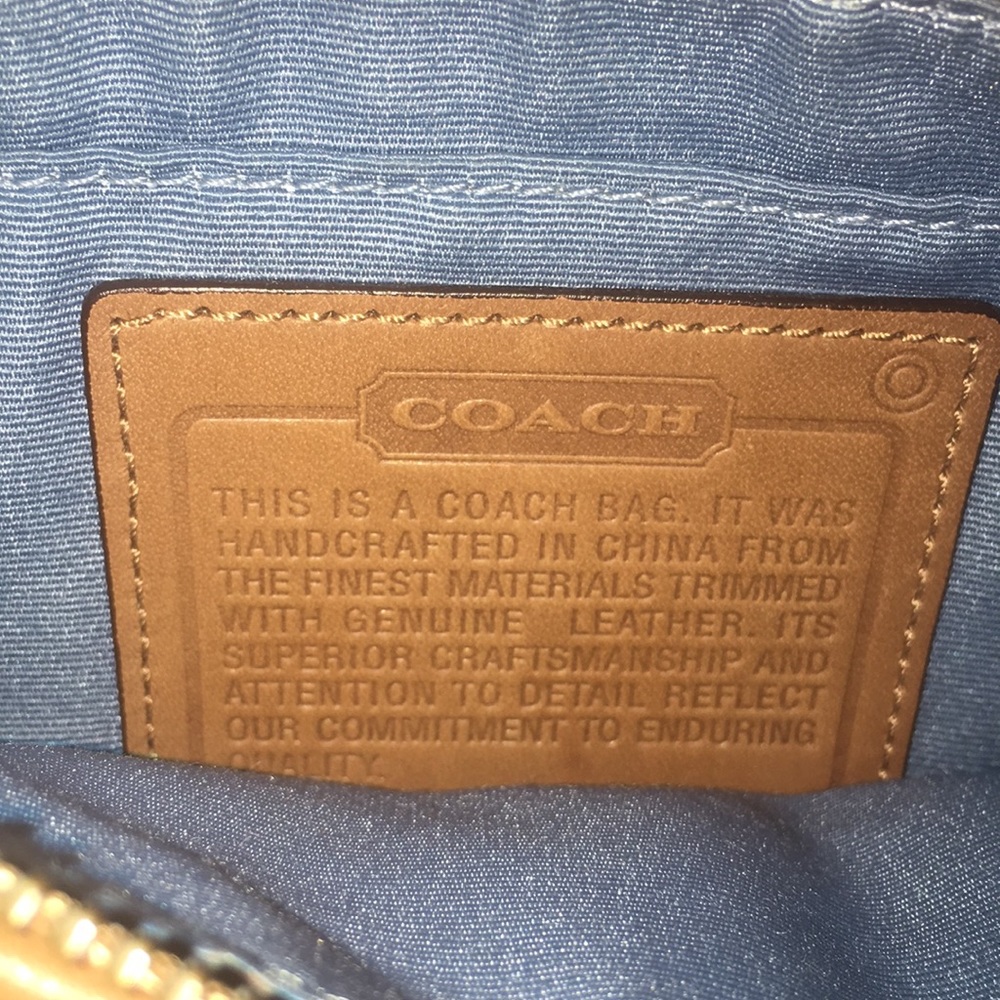 COACH
THIS IS A COACH BAG. IT WAS
HANDCRAFTED IN CHINA FROM
THE FINEST MATERIALS TRIMMED
WITH GENUINE LEATHER. ITS
SUPERIOR CRAFTSMANSHIP AND
ATTENTION TO DETAIL REFLECT
OUR COMMITMENT TO ENDURING
QUALITY.